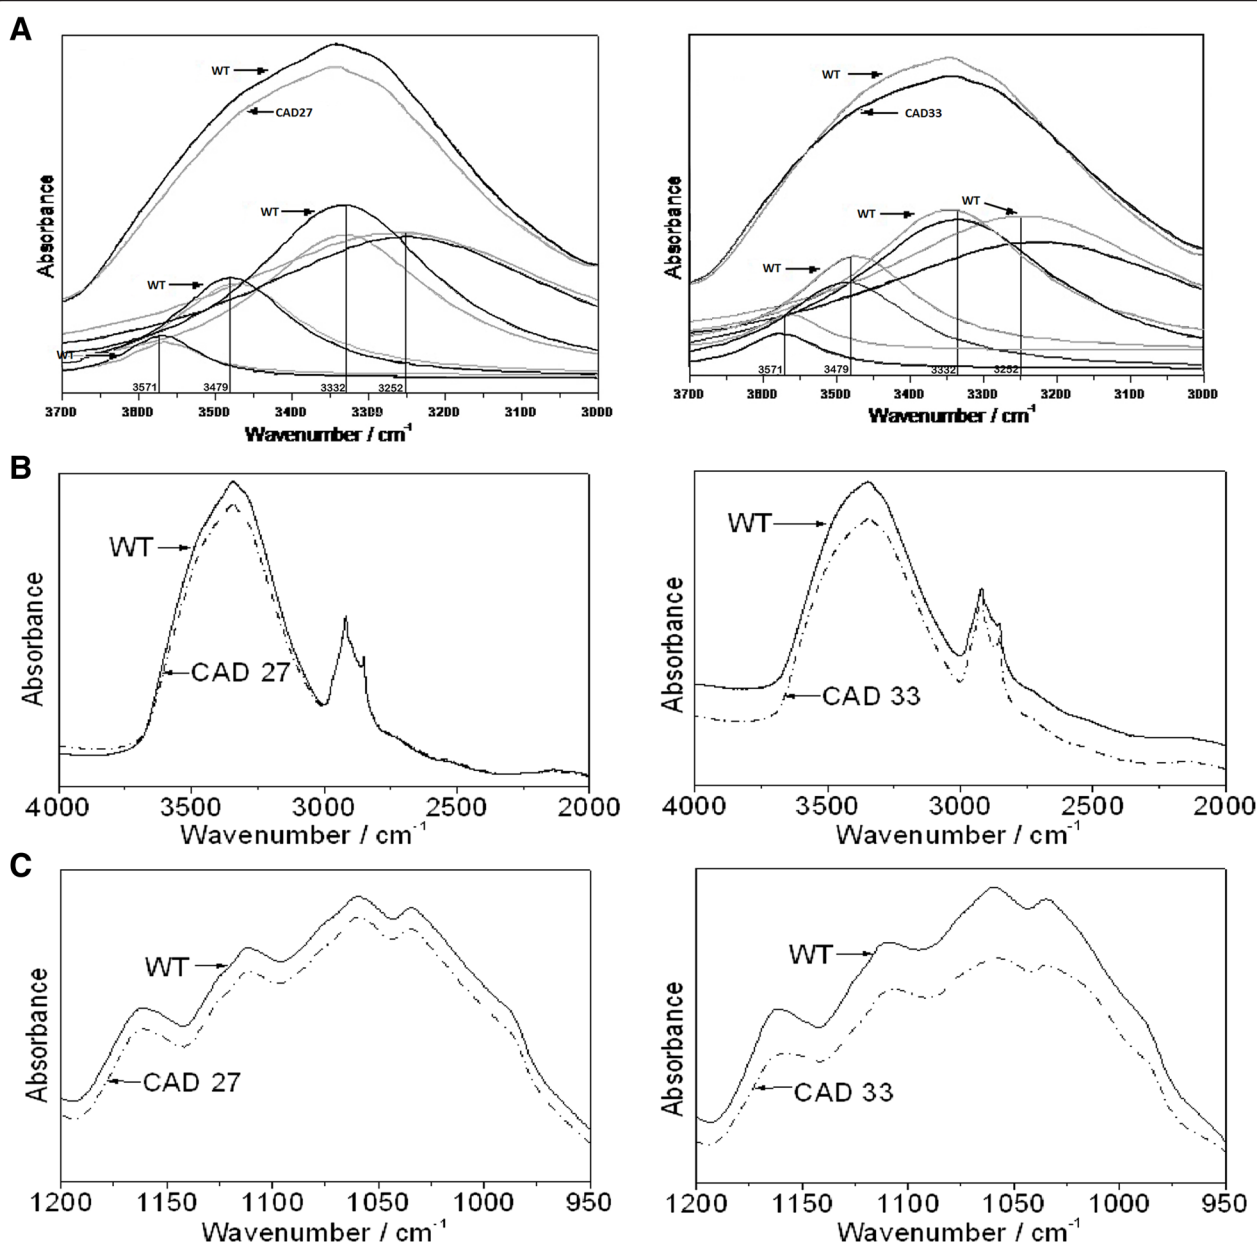 A
WT
CAD27
WT
WT
WT
3571 3479 3332 3252
3700 3800 3500 3400 3300 3200 3100 3000
Wavenumber / cm-1
Absorbance
WT
CAD33
WT
WT
WT
3571 3479 3332 3252
3700 3600 3500 3400 3300 3200 3100 3000
Wavenumber / cm-1
Absorbance
B
WT
CAD 27
4000 3500 3000 2500 2000
Wavenumber / cm-1
Absorbance
WT
CAD 33
4000 3500 3000 2500 2000
Wavenumber / cm-1
Absorbance
C
WT
CAD 27
1200 1150 1100 1050 1000 950
Wavenumber / cm-1
Absorbance
WT
CAD 33
1200 1150 1100 1050 1000 950
Wavenumber / cm-1
Absorbance